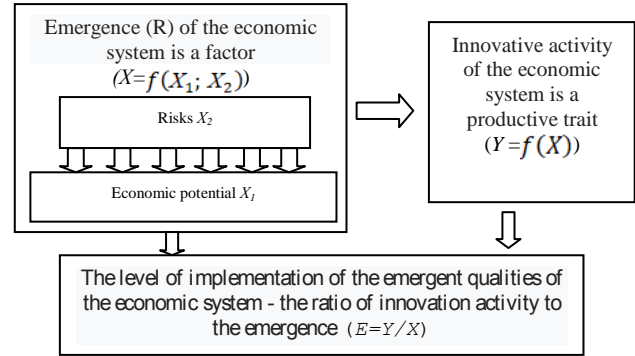 Emergence (R) of the economic
system is a factor
(X=f(X₁; X₂))
Risks X₂
Economic potential X₁
Innovative activity
of the economic
system is a
productive trait
(Y =f(X))
The level of implementation of the emergent qualities of
the economic system - the ratio of innovation activity to
the emergence (E=Y/X)